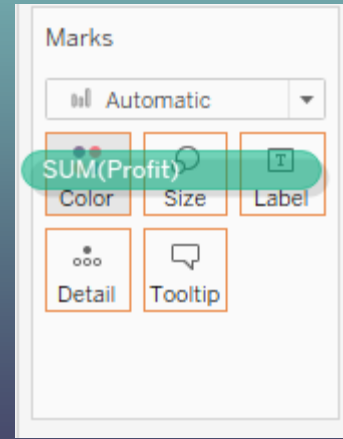 Marks
Automatic
SUM(Profit)
T
Color Size Label
Detail Tooltip